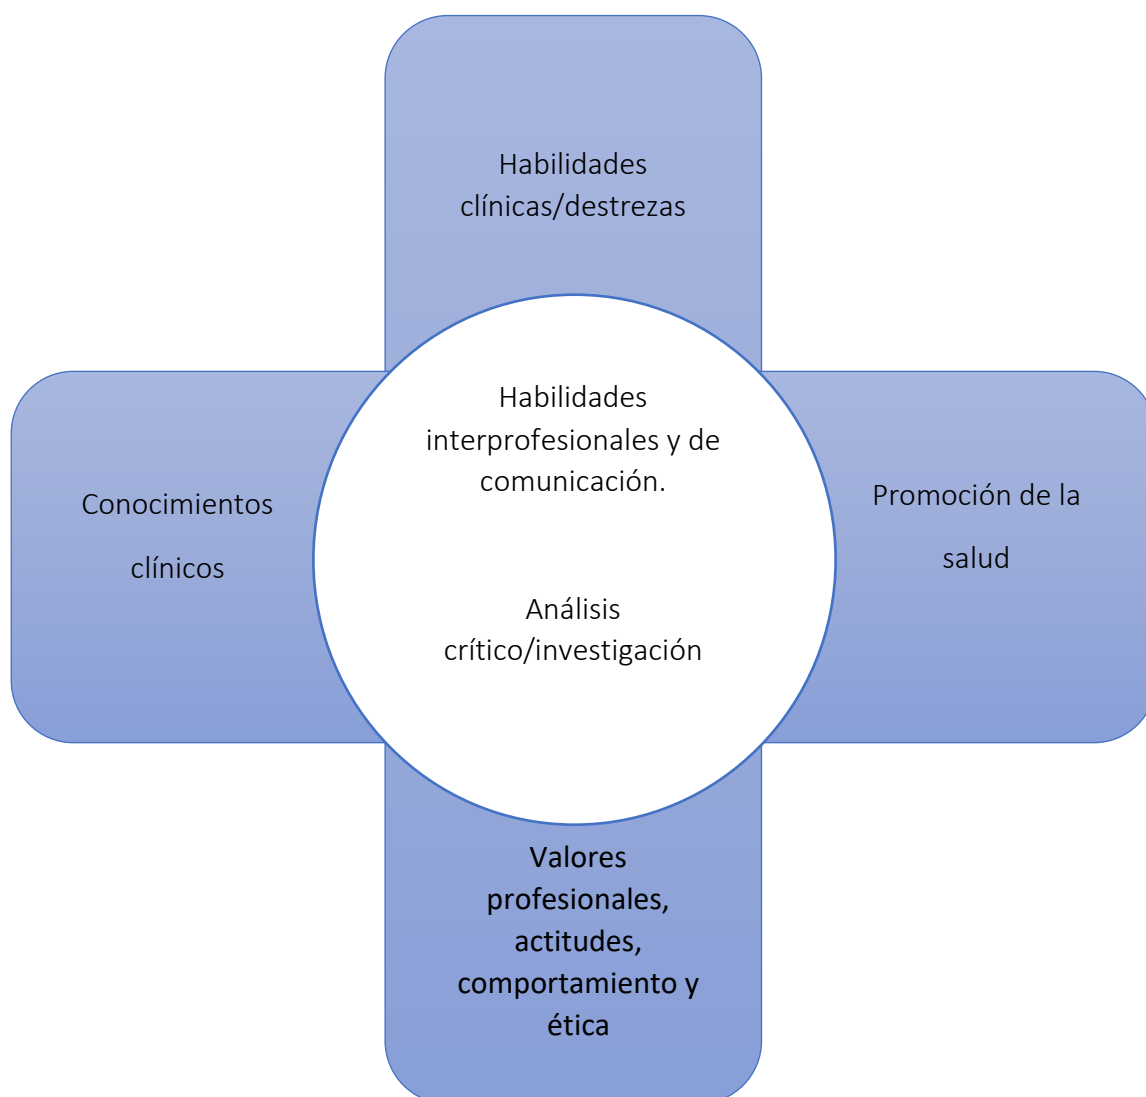 Habilidades
clínicas/destrezas
Habilidades
interprofesionales y de
comunicación.
Análisis
crítico/investigación
Conocimientos
clínicos
Promoción de la
salud
Valores
profesionales,
actitudes,
comportamiento y
ética